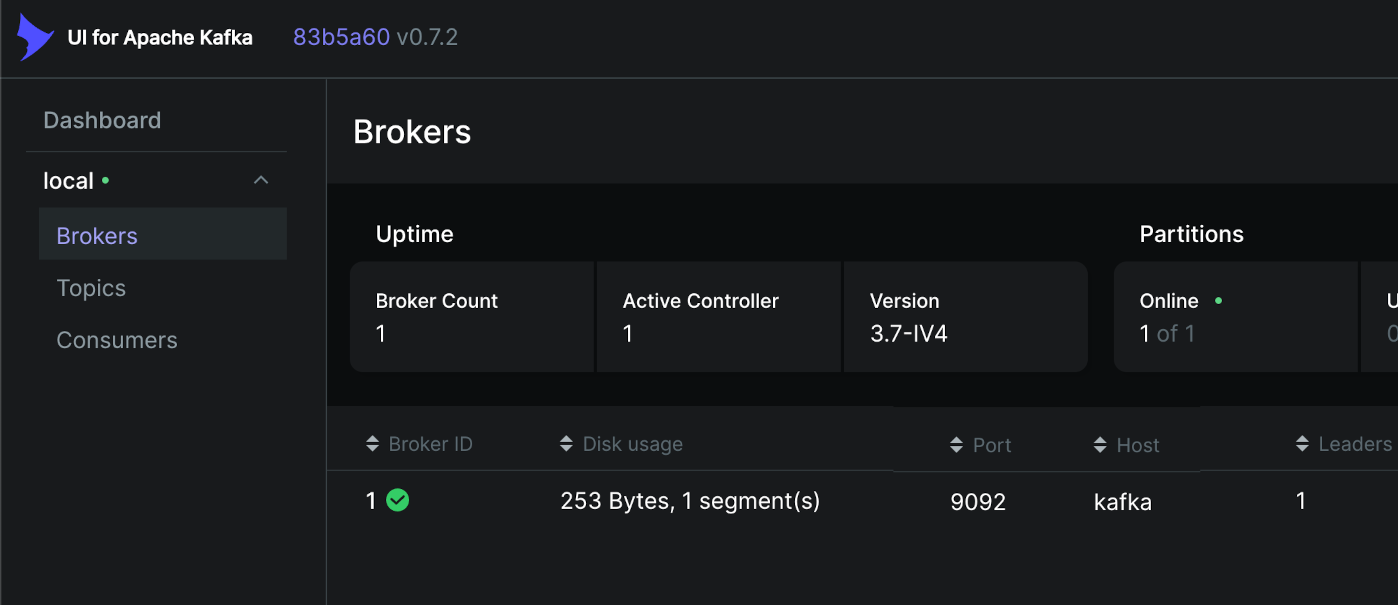 UI for Apache Kafka 83b5a60 v0.7.2
Dashboard
local
Brokers
Topics
Consumers
Brokers
Uptime
Broker Count
1
Active Controller
1
Version
3.7-IV4
Partitions
Online
1 of 1
U
0
Broker ID Disk usage Port Host Leaders
1 253 Bytes, 1 segment(s) 9092 kafka 1